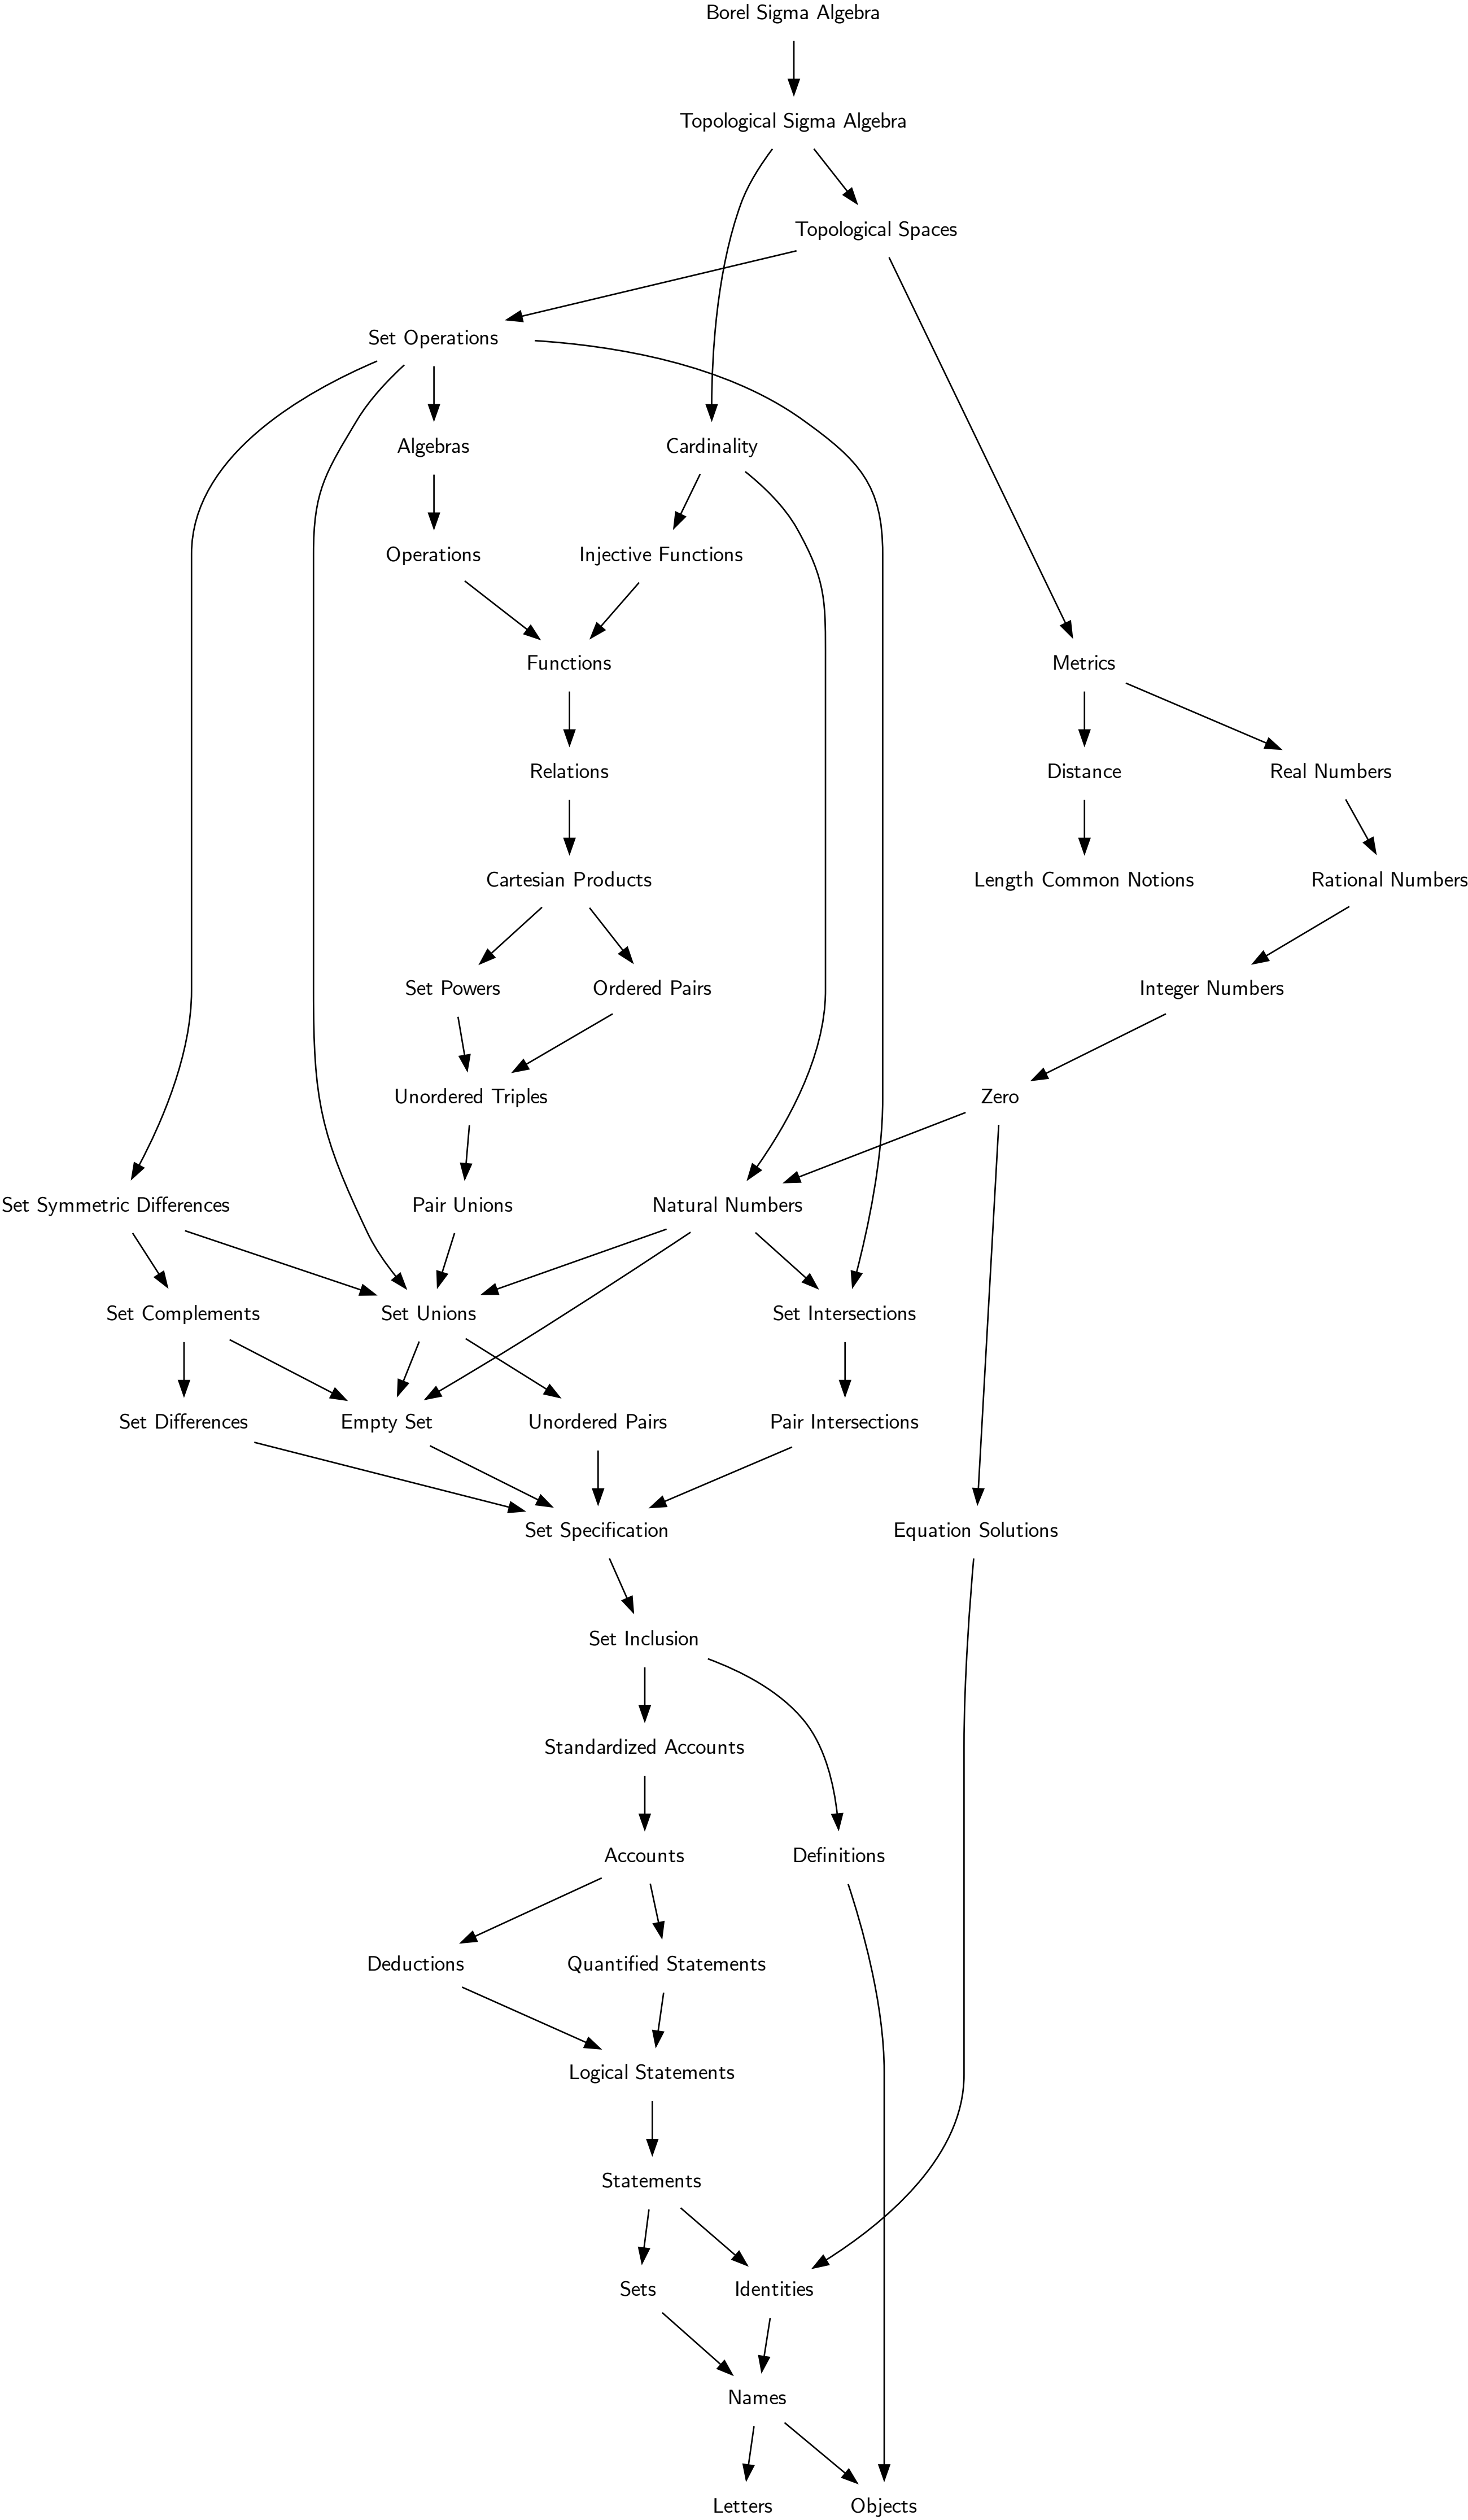 Borel Sigma Algebra
Topological Sigma Algebra
Topological Spaces
Set Operations
Algebras
Cardinality
Operations
Injective Functions
Functions
Metrics
Relations
Distance
Real Numbers
Cartesian Products
Length Common Notions
Rational Numbers
Set Powers
Ordered Pairs
Integer Numbers
Unordered Triples
Zero
Set Symmetric Differences
Pair Unions
Natural Numbers
Set Complements
Set Unions
Set Intersections
Set Differences
Empty Set
Unordered Pairs
Pair Intersections
Set Specification
Equation Solutions
Set Inclusion
Standardized Accounts
Accounts
Definitions
Deductions
Quantified Statements
Logical Statements
Statements
Sets
Identities
Names
Letters
Objects